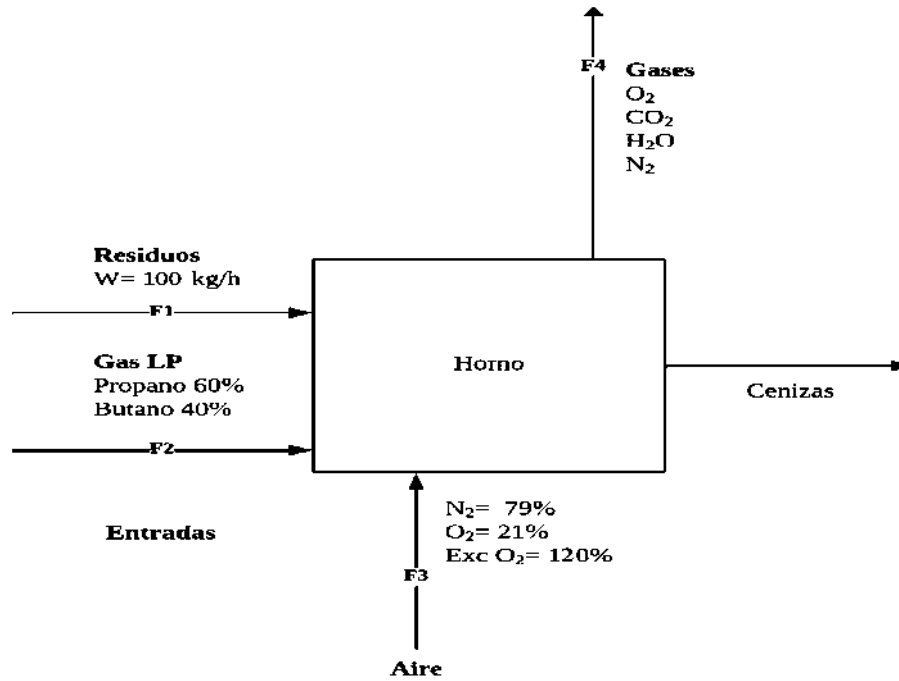 F4
Gases
O₂
CO₂
H₂O
N₂
Residuos
W= 100 kg/h
F1
Gas LP
Propano 60%
Butano 40%
F2
Horno
Cenizas
Entradas
N₂= 79%
O₂= 21%
Exc O₂= 120%
F3
Aire